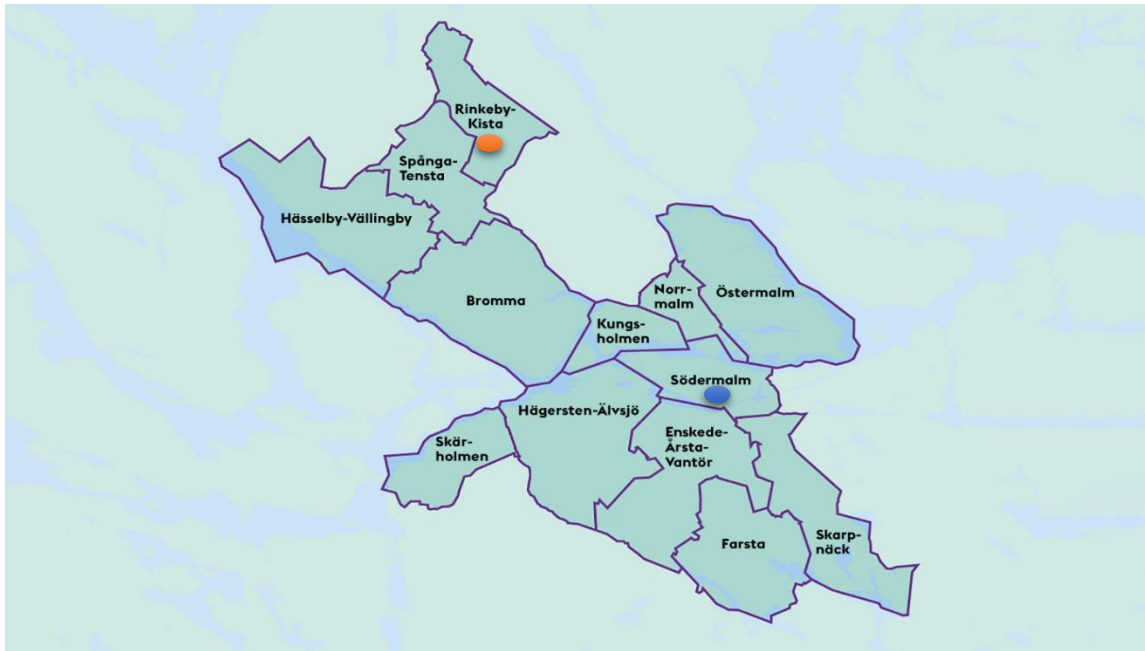 Rinkeby-
Kista
Spånga-
Tensta
Hässelby-Vällingby
Bromma
Norr-
malm
Östermalm
Kungs-
holmen
Södermalm
Hägersten-Älvsjö
Skär-
holmen
Enskede-
Årsta-
Vantör
Farsta
Skarp-
näck